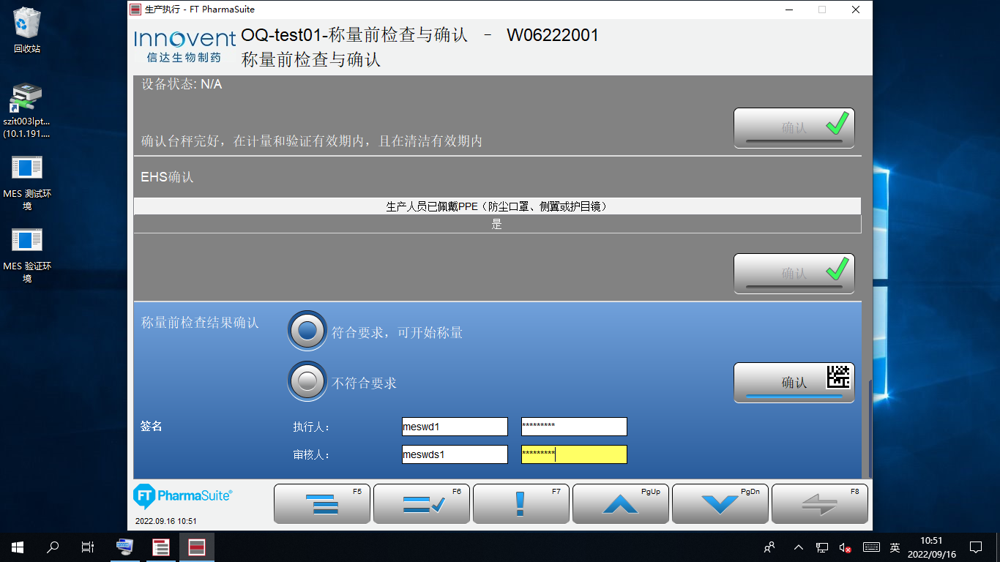 回收站
szit003lpt...
(10.1.191....
MES 测试环
境
MES 验证环
境
生产执行 - FT PharmaSuite
Innovent
信达生物制药
OQ-test01-称量前检查与确认 - W06222001
称量前检查与确认
设备状态: N/A
确认
确认台秤完好，在计量和验证有效期内，且在清洁有效期内
EHS确认
生产人员已佩戴PPE（防尘口罩、侧翼或护目镜）
是
确认
称量前检查结果确认
符合要求，可开始称量
不符合要求
确认
签名
执行人：
meswd1
*********
审核人：
meswds1
*********
FT PharmaSuite®
2022.09.16 10:51
F5
F6
F7
PgUp
PgDn
F8
英
10:51
2022/09/16